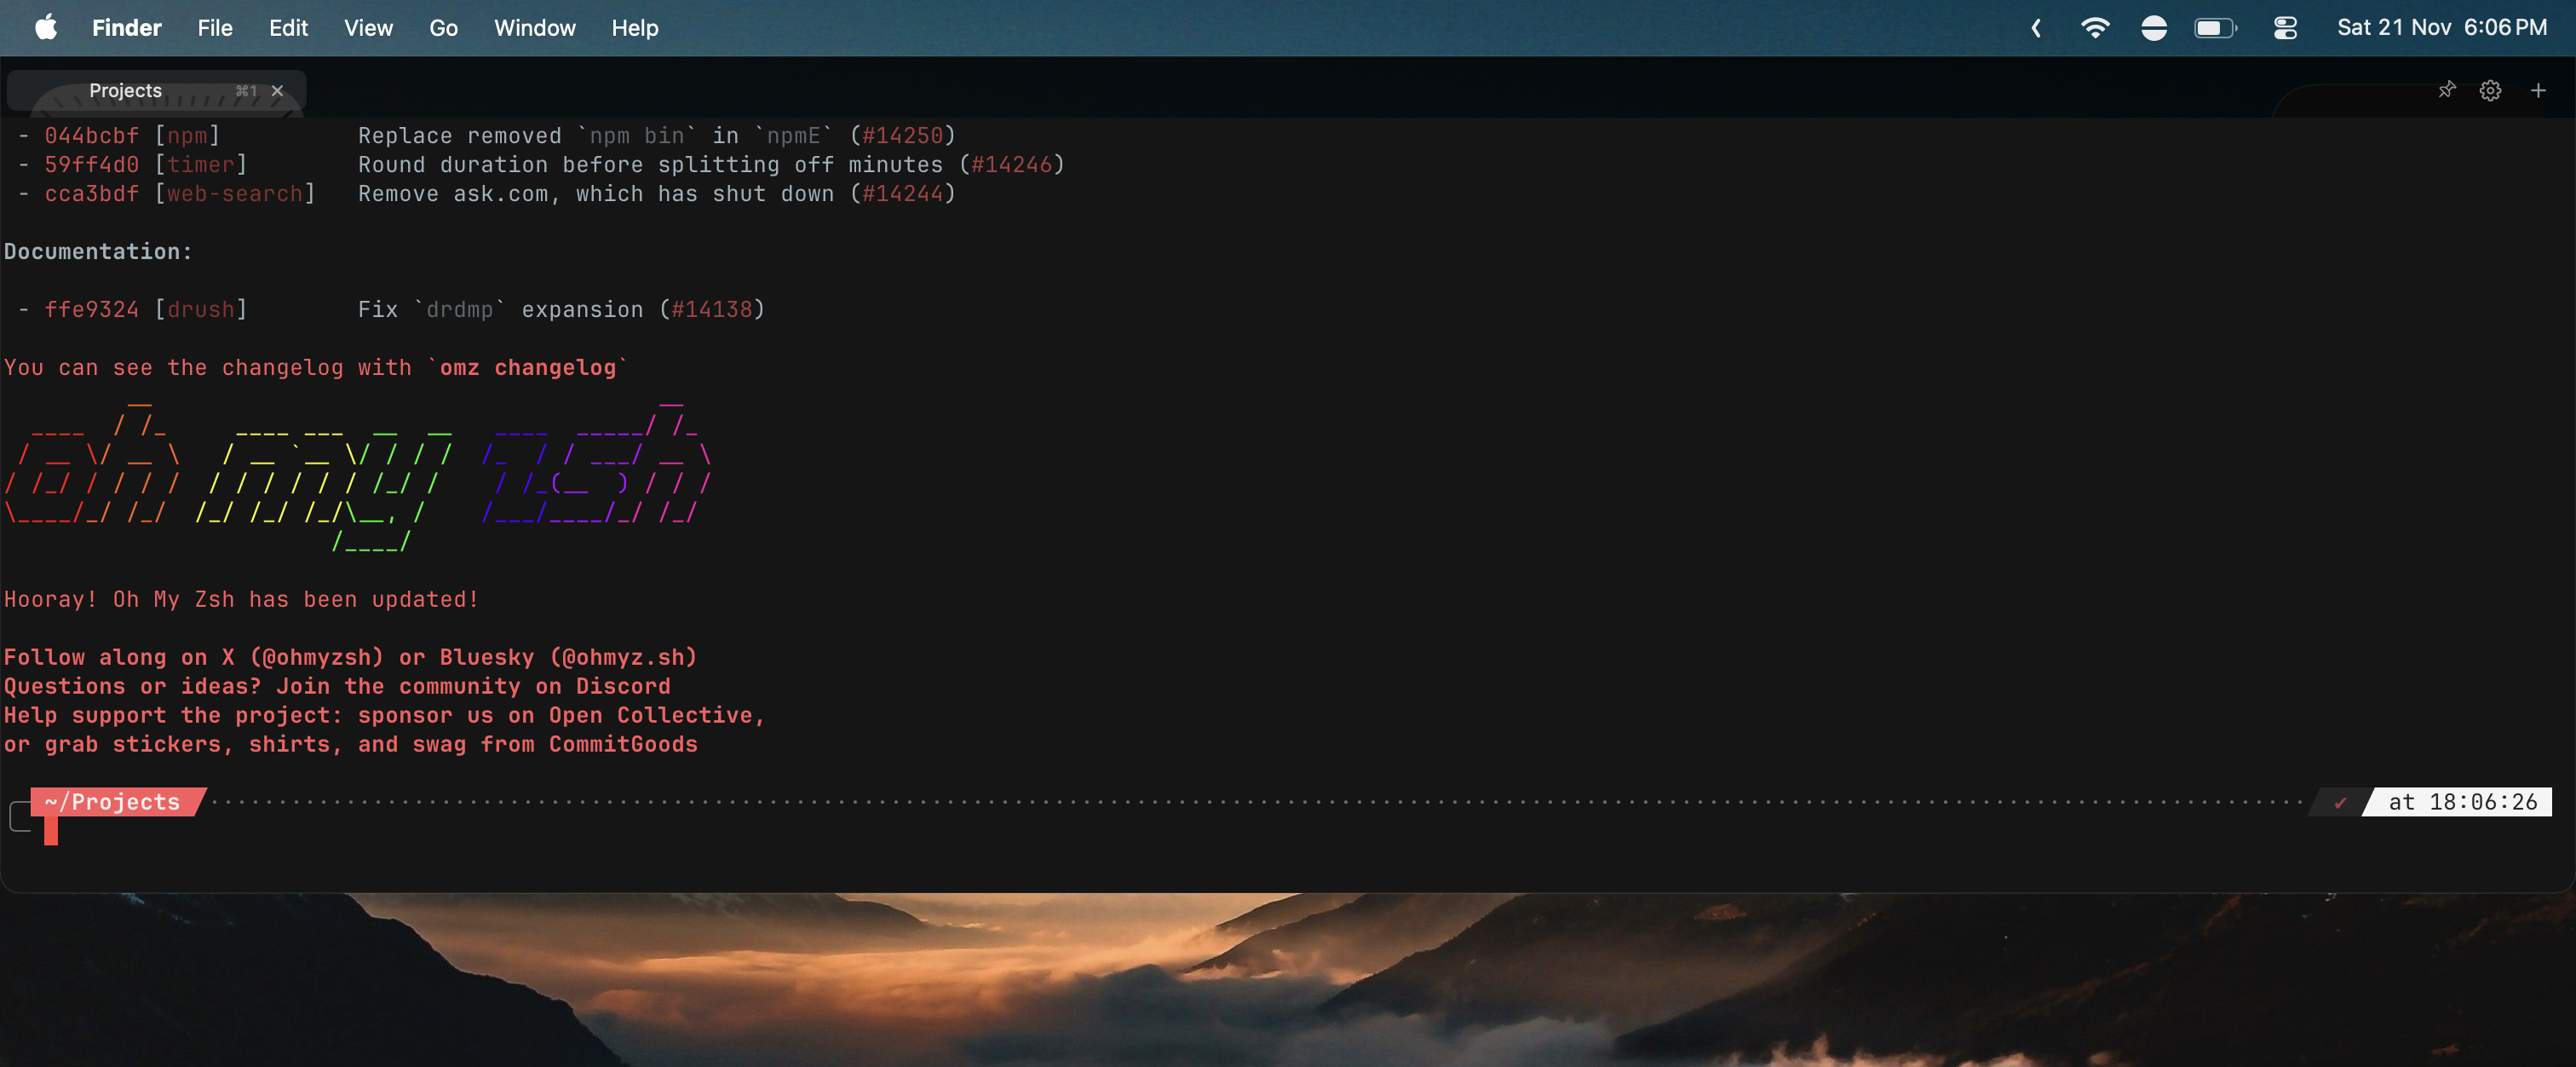 Finder File Edit View Go Window Help Sat 21 Nov 6:06 PM
Projects ⌘1
- 044bcbf [npm] Replace removed `npm bin` in `npmE` (#14250)
- 59ff4d0 [timer] Round duration before splitting off minutes (#14246)
- cca3bdf [web-search] Remove ask.com, which has shut down (#14244)
Documentation:
- ffe9324 [drush] Fix `drdmp` expansion (#14138)
You can see the changelog with `omz changelog`
oh my zsh
Hooray! Oh My Zsh has been updated!
Follow along on X (@ohmyzsh) or Bluesky (@ohmyz.sh)
Questions or ideas? Join the community on Discord
Help support the project: sponsor us on Open Collective,
or grab stickers, shirts, and swag from CommitGoods
~/Projects ✔ at 18:06:26